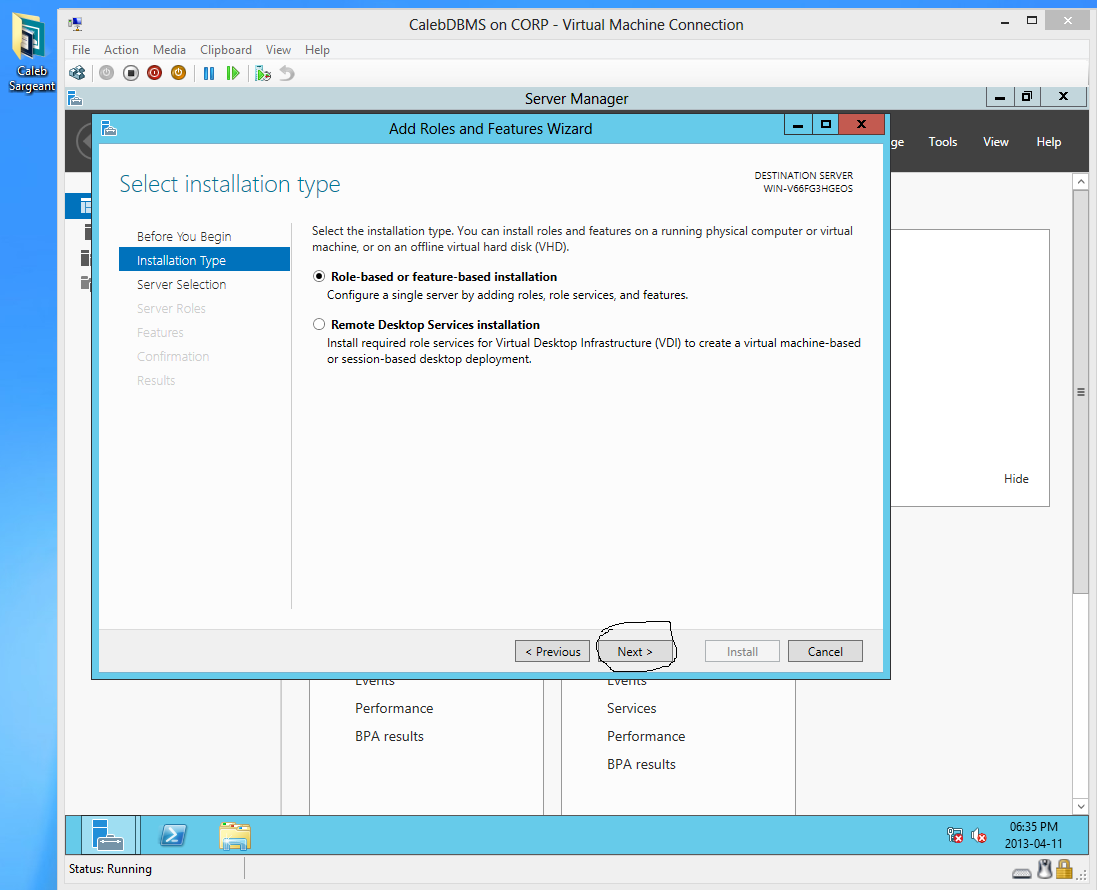 CalebDBMS on CORP - Virtual Machine Connection
File Action Media Clipboard View Help
Caleb
Sargeant
Server Manager
Add Roles and Features Wizard
ge Tools View Help
Select installation type
DESTINATION SERVER
WIN-V66FG3HGEOS
Before You Begin
Installation Type
Server Selection
Server Roles
Features
Confirmation
Results
Select the installation type. You can install roles and features on a running physical computer or virtual
machine, or on an offline virtual hard disk (VHD).
Role-based or feature-based installation
Configure a single server by adding roles, role services, and features.
Remote Desktop Services installation
Install required role services for Virtual Desktop Infrastructure (VDI) to create a virtual machine-based
or session-based desktop deployment.
Hide
< Previous Next > Install Cancel
Events
Performance
BPA results
Events
Services
Performance
BPA results
06:35 PM
2013-04-11
Status: Running